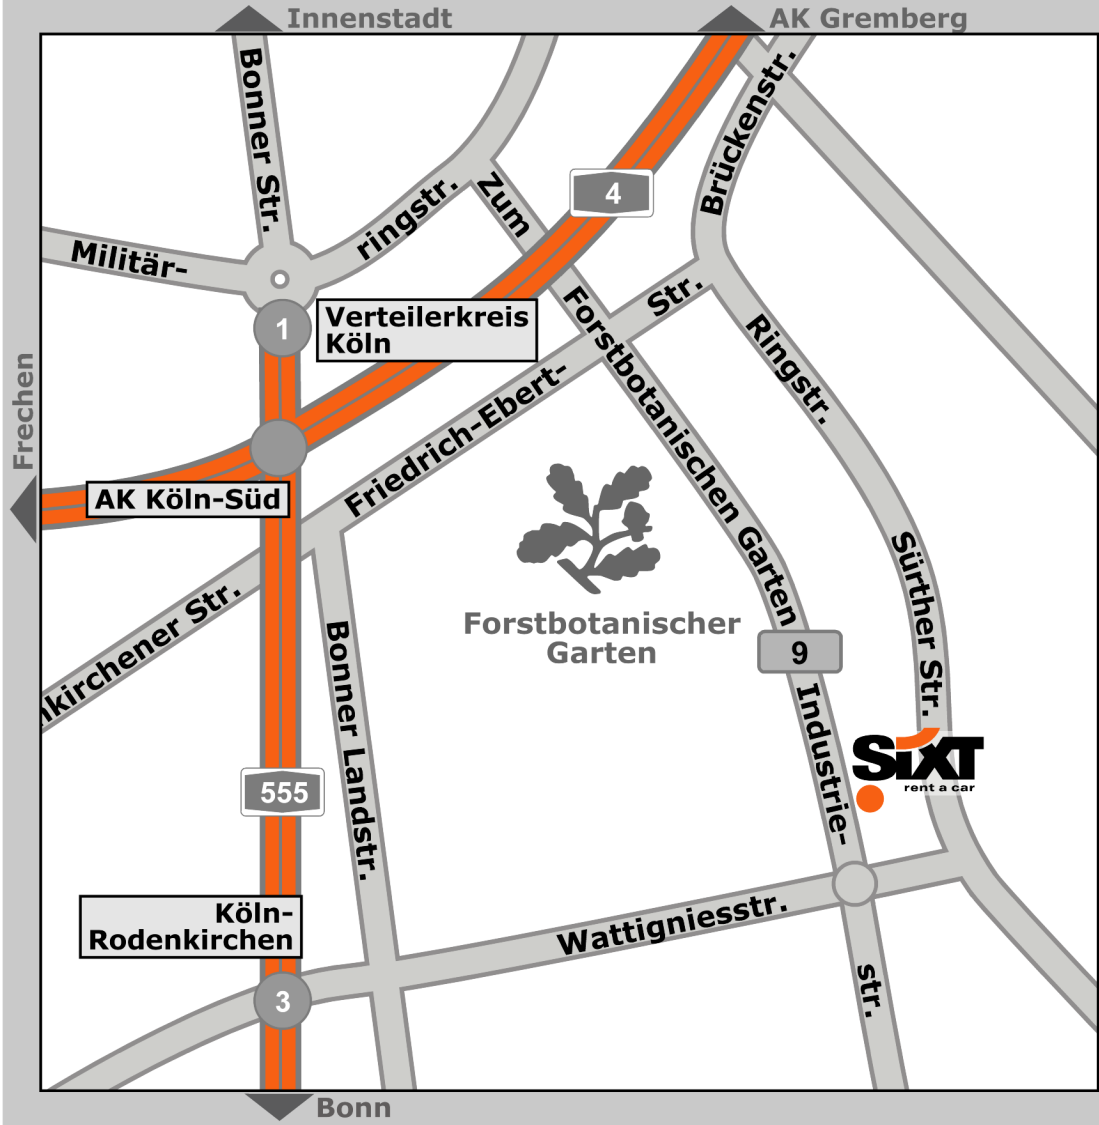 Innenstadt
AK Gremberg
Bonner Str.
Brückenstr.
Zum
4
ringstr.
Militär-
Str.
Forstbotanischen Garten
Verteilerkreis
Köln
1
Ringstr.
Frechen
Friedrich-Ebert-
AK Köln-Süd
Sürther Str.
nkirchener Str.
Forstbotanischer
Garten
9
Bonner Landstr.
Industrie-
SIXT
rent a car
555
Köln-
Rodenkirchen
Wattigniesstr.
str.
3
Bonn